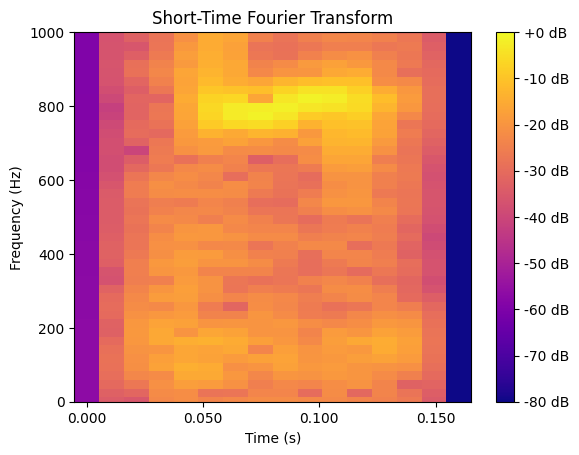 Short-Time Fourier Transform
1000
800
600
400
200
0
Frequency (Hz)
0.000
0.050
0.100
0.150
Time (s)
+0 dB
-10 dB
-20 dB
-30 dB
-40 dB
-50 dB
-60 dB
-70 dB
-80 dB